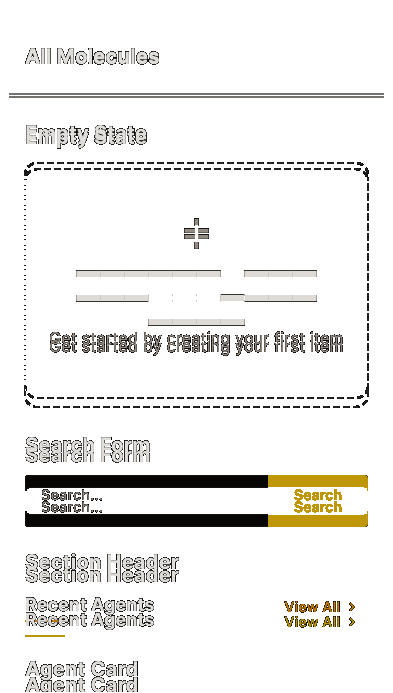 All Molecules
Empty State
Get started by creating your first item
Search Form
Search Form
Search... Search
Search... Search
Section Header
Section Header
Recent Agents View All >
Recent Agents View All >
Agent Card
Agent Card